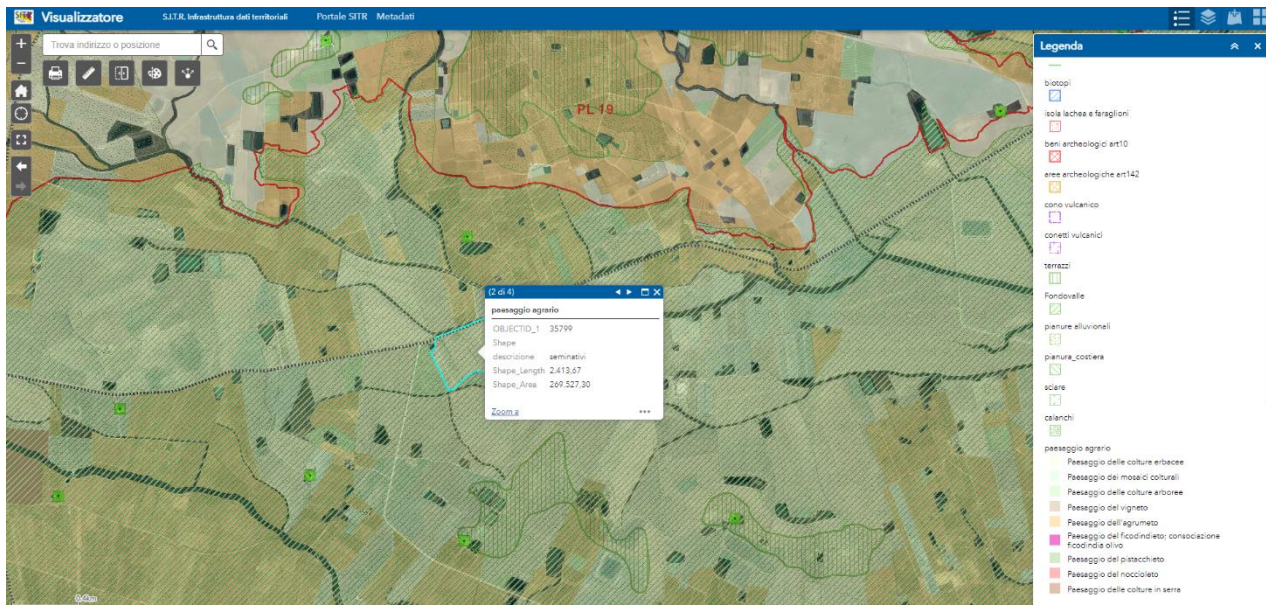 Visualizzatore
S.I.T.R. Infrastruttura dati territoriali
Portale SITR Metadati
Trova indirizzo o posizione
PL 19
(2 di 4)
paesaggio agrario
OBJECTID_1 35799
Shape
descrizione seminativi
Shape_Length 2.413,67
Shape_Area 269.527,30
Zoom a
0,4km
Legenda
biotopi
isola lachea e faraglioni
beni archeologici art10
aree archeologiche art142
cono vulcanico
conetti vulcanici
terrazzi
Fondovalle
pianure alluvionali
pianura_costiera
sciare
calanchi
paesaggio agrario
Paesaggio delle colture erbacee
Paesaggio dei mosaici colturali
Paesaggio delle colture arboree
Paesaggio del vigneto
Paesaggio dell'agrumeto
Paesaggio del ficodindieto; consociazione
ficodindia olivo
Paesaggio del pistacchieto
Paesaggio del noccioleto
Paesaggio delle colture in serra